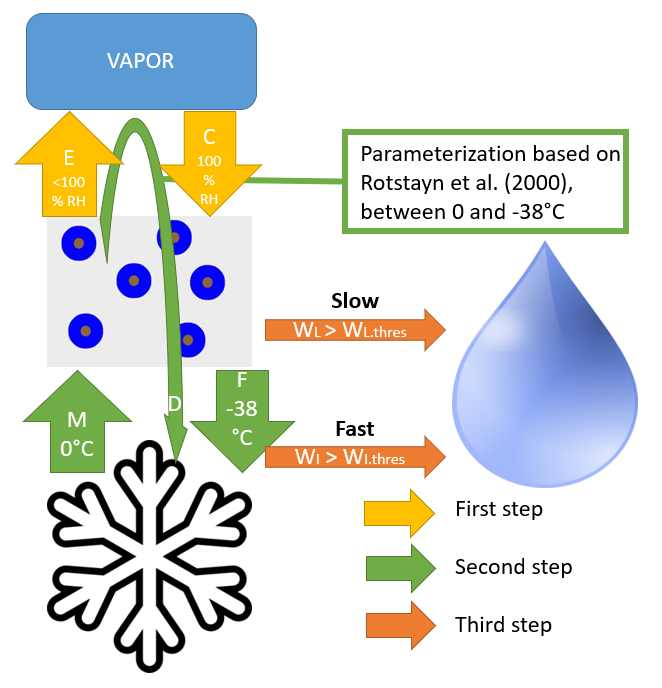 VAPOR
E
<100
% RH
C
100
%
RH
Parameterization based on
Rotstayn et al. (2000),
between 0 and -38°C
Slow
WL > WL.thres
M
0°C
D
F
-38
°C
Fast
WI > WI.thres
First step
Second step
Third step